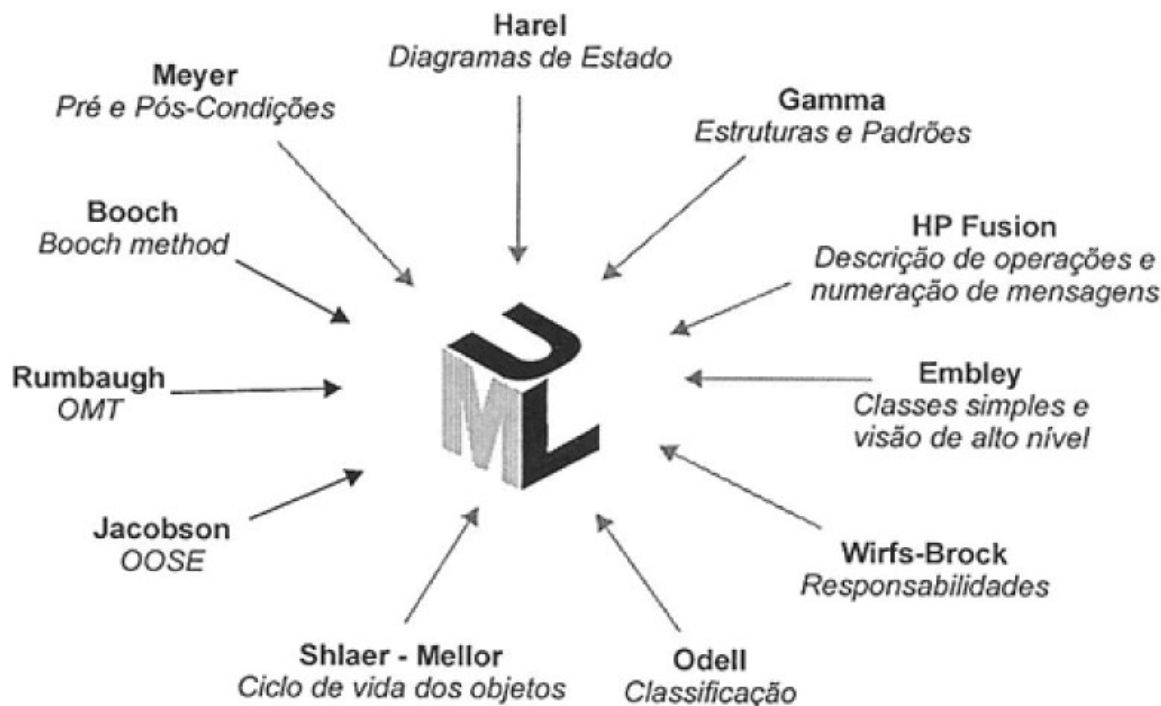 Harel
Diagramas de Estado
Meyer
Pré e Pós-Condições
Gamma
Estruturas e Padrões
Booch
Booch method
HP Fusion
Descrição de operações e
numeração de mensagens
UML
Rumbaugh
OMT
Embley
Classes simples e
visão de alto nível
Jacobson
OOSE
Wirfs-Brock
Responsabilidades
Shlaer - Mellor
Ciclo de vida dos objetos
Odell
Classificação